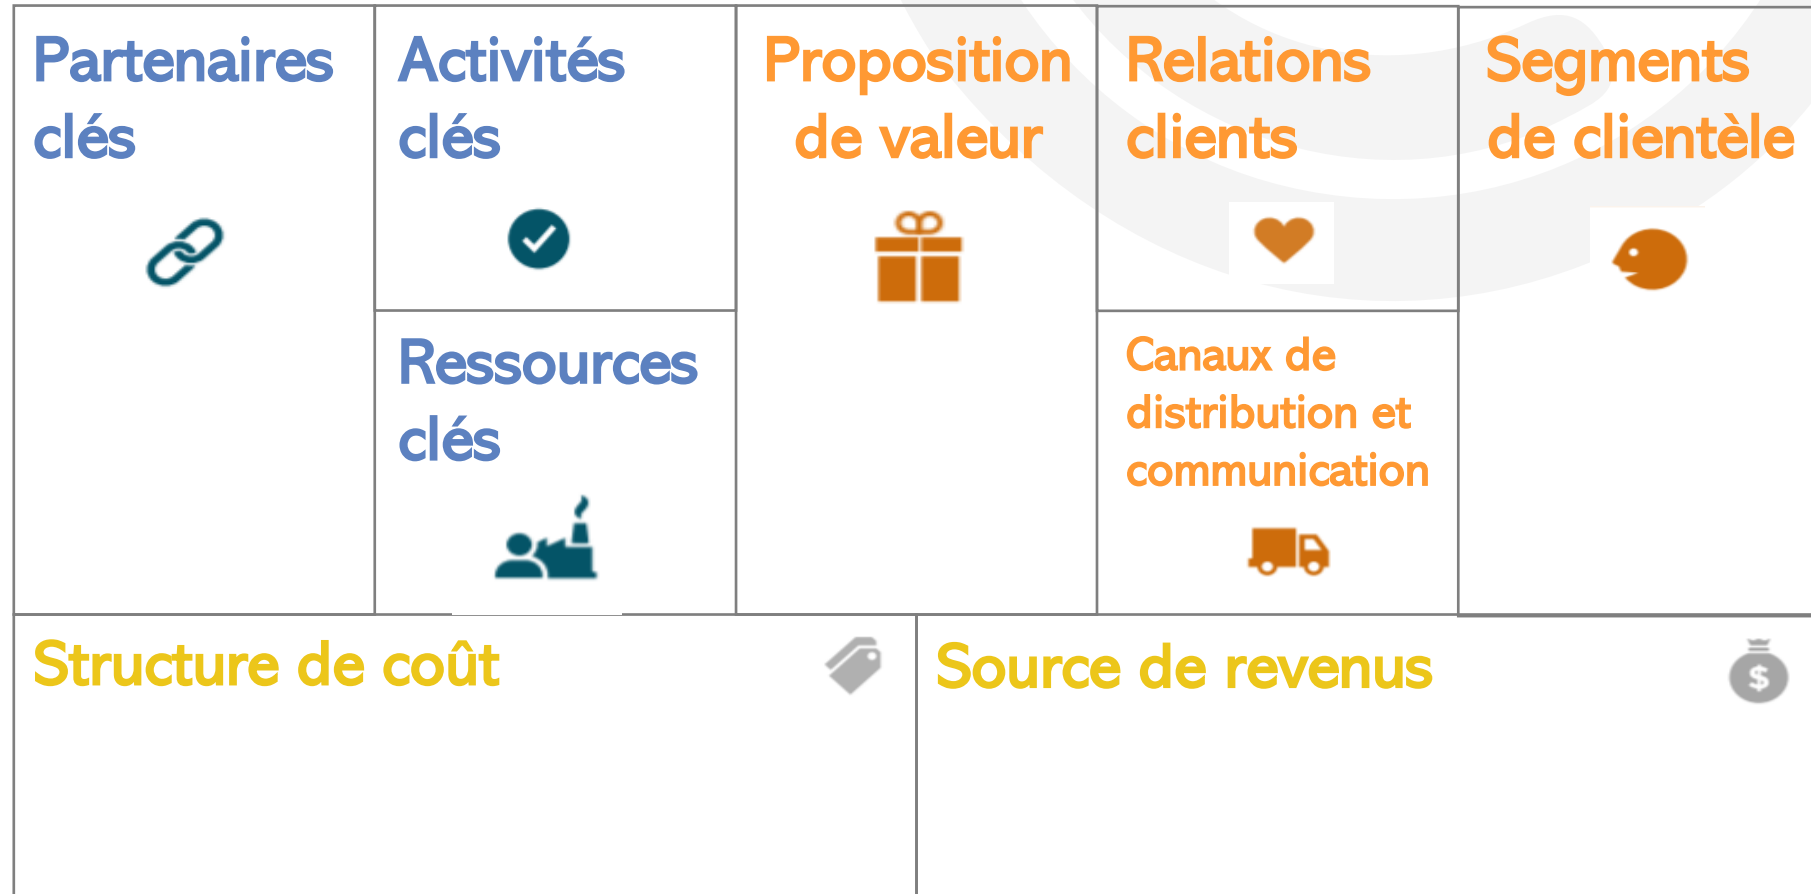 Partenaires
clés
Activités
clés
Ressources
clés
Proposition
de valeur
Relations
clients
Canaux de
distribution et
communication
Segments
de clientèle
Structure de coût
Source de revenus
$